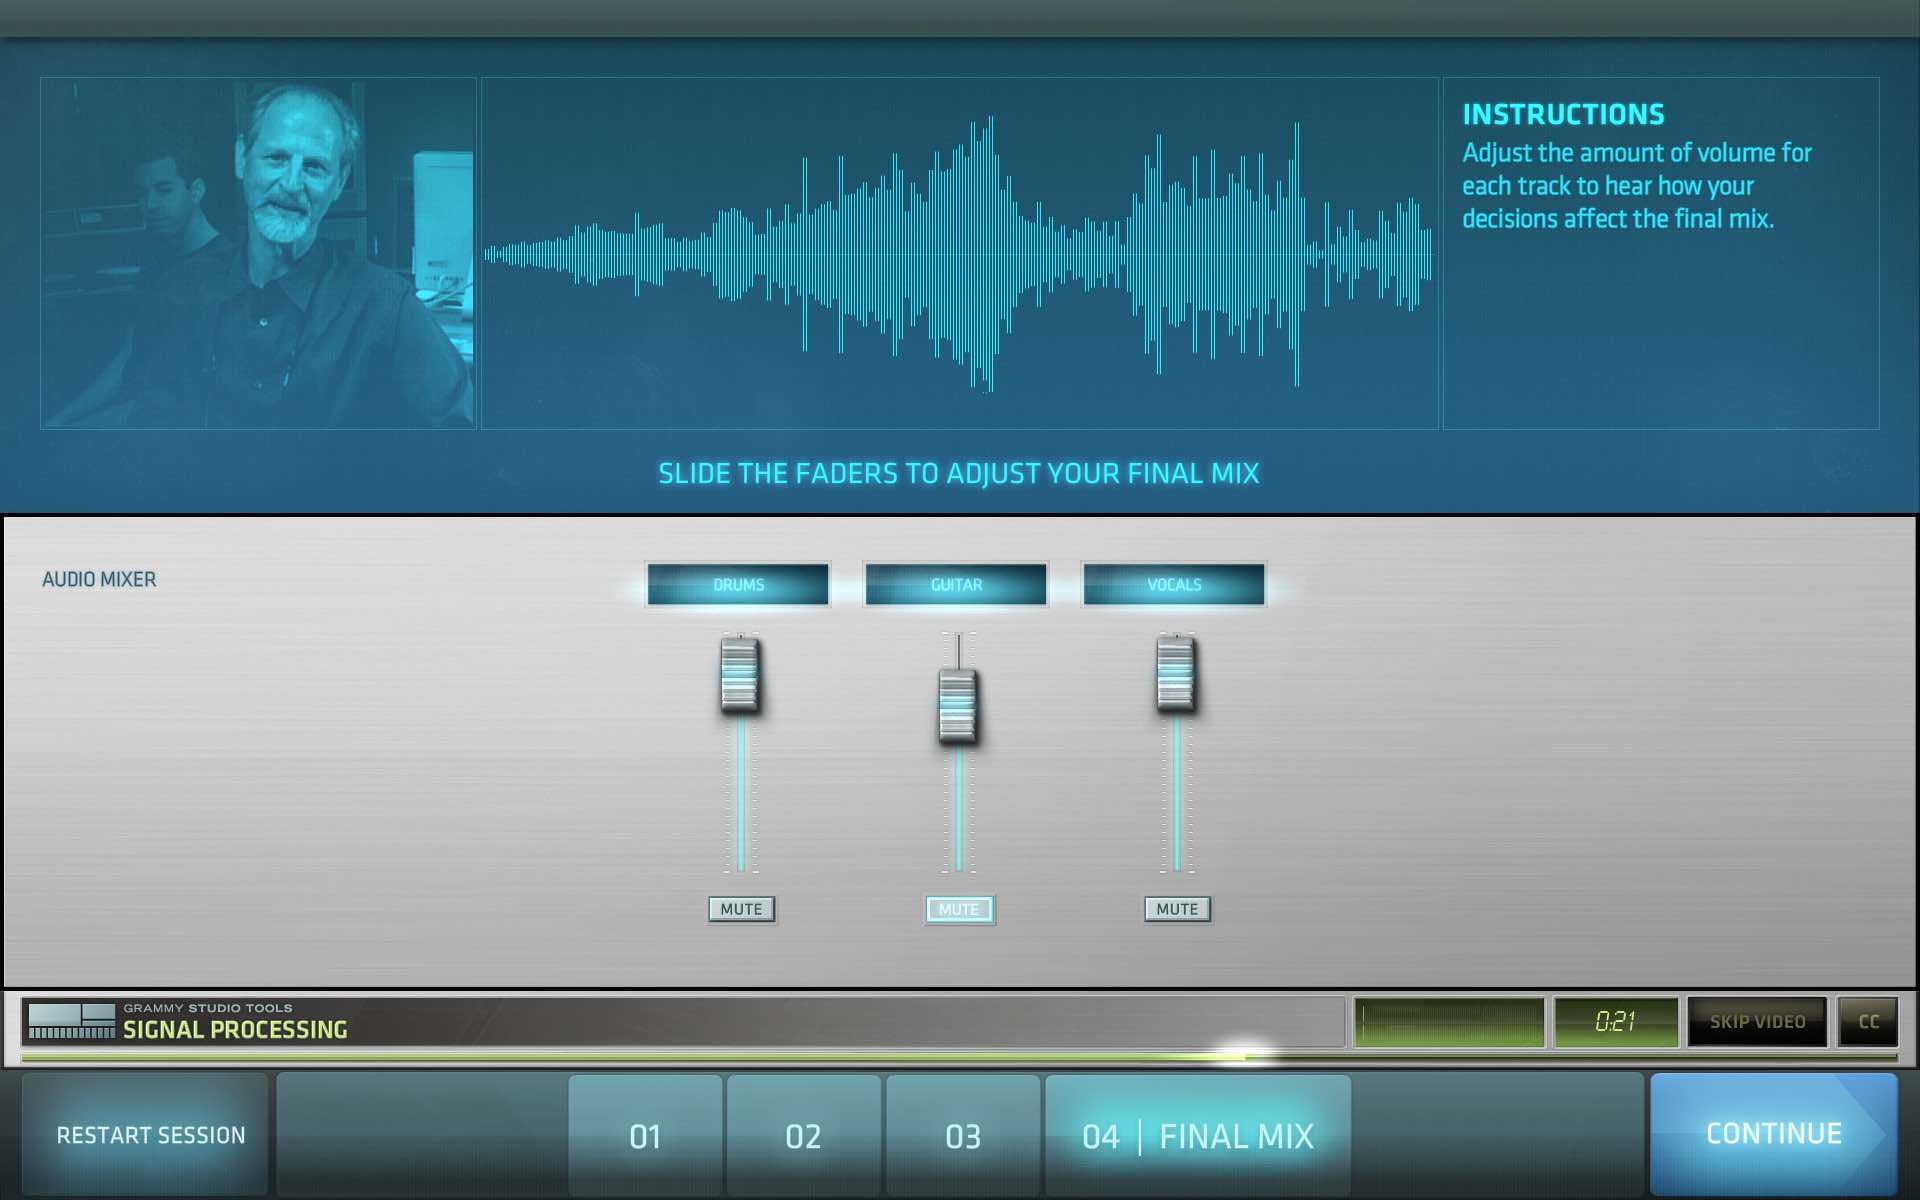 INSTRUCTIONS
Adjust the amount of volume for
each track to hear how your
decisions affect the final mix.
SLIDE THE FADERS TO ADJUST YOUR FINAL MIX
AUDIO MIXER
DRUMS
GUITAR
VOCALS
MUTE
MUTE
MUTE
GRAMMY STUDIO TOOLS
SIGNAL PROCESSING
0:21
SKIP VIDEO
CC
RESTART SESSION
01
02
03
04 | FINAL MIX
CONTINUE